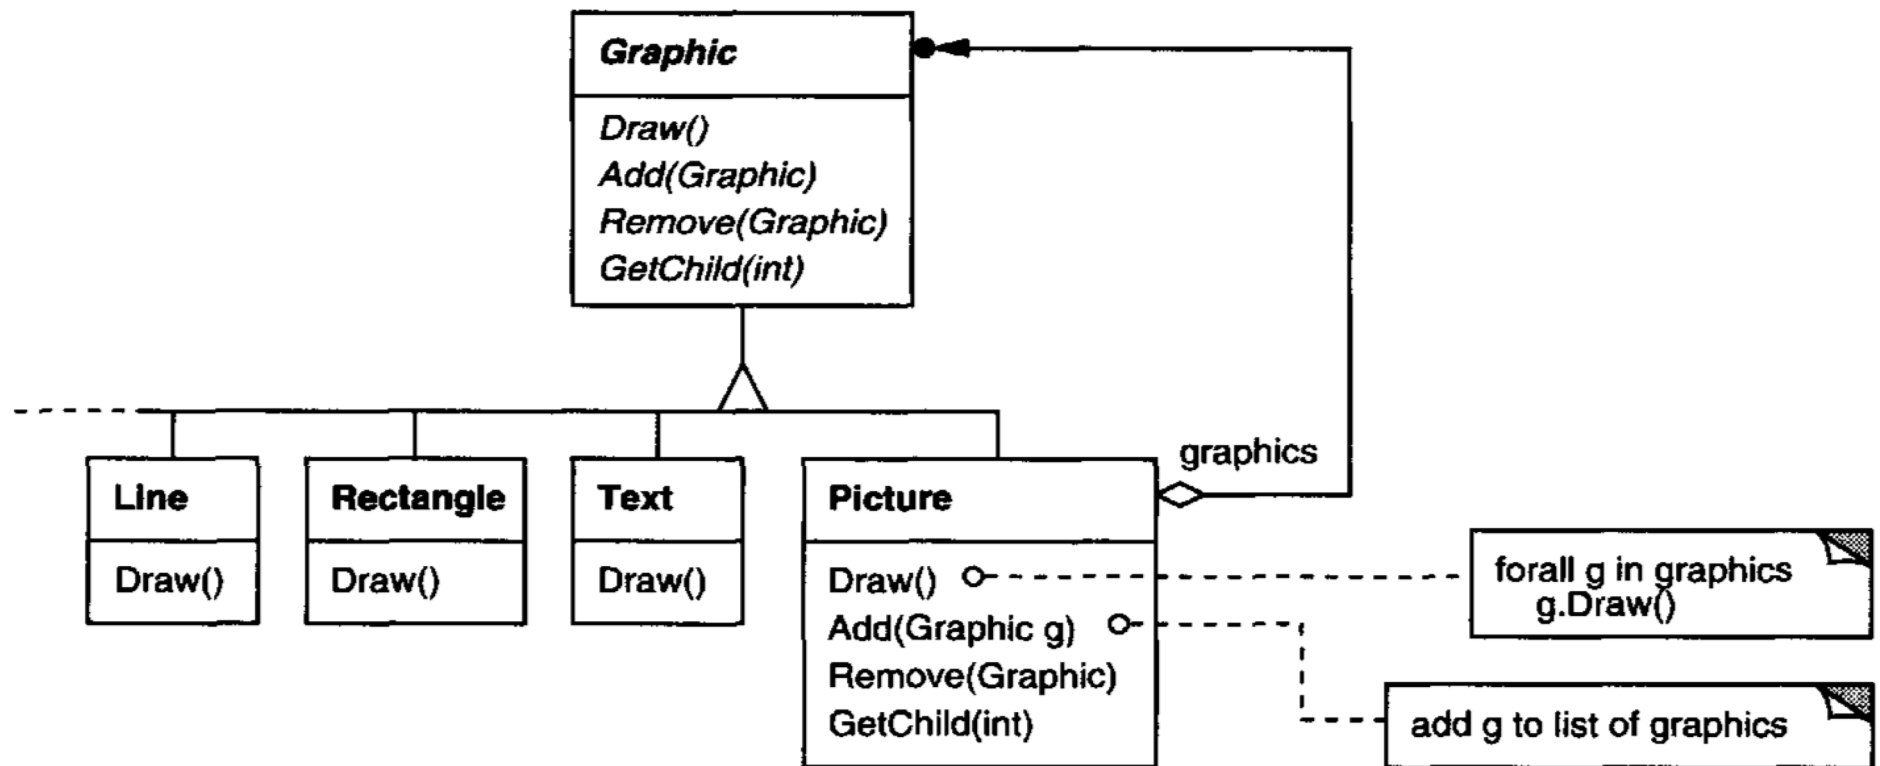 Graphic
Draw()
Add(Graphic)
Remove(Graphic)
GetChild(int)
graphics
Line
Draw()
Rectangle
Draw()
Text
Draw()
Picture
Draw()
Add(Graphic g)
Remove(Graphic)
GetChild(int)
forall g in graphics
g.Draw()
add g to list of graphics